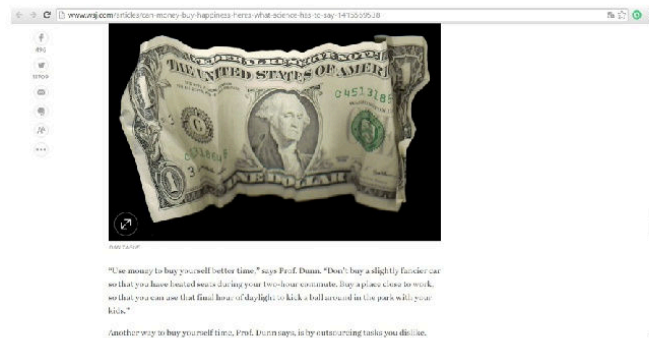 www.wsj.com/articles/can-money-buy-happiness-heres-what-science-has-to-say-1415569538
THE UNITED STATES OF AMERI
G
1
ONE DOLLAR
1
"Use money to buy yourself better time," says Prof. Dunn. "Don't buy a slightly fancier car
so that you have heated seats during your two-hour commute. Buy a place close to work,
so that you can use that final hour of daylight to kick a ball around in the park with your
kids."
Another way to buy yourself time, Prof. Dunn says, is by outsourcing tasks you dislike.